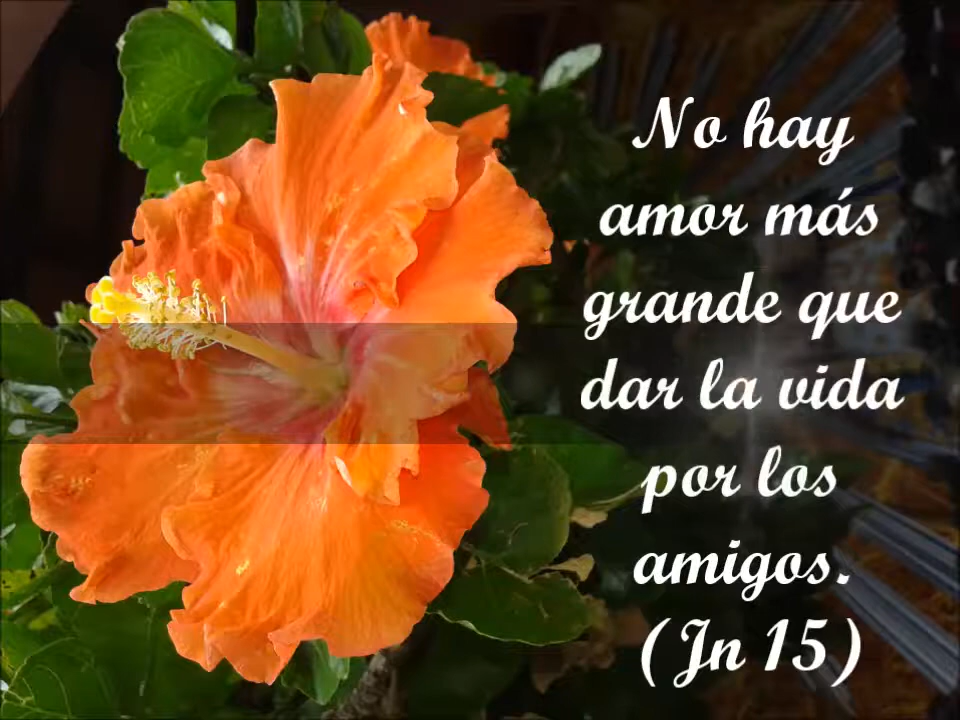 No hay
amor más
grande que
dar la vida
por los
amigos.
(Jn 15)